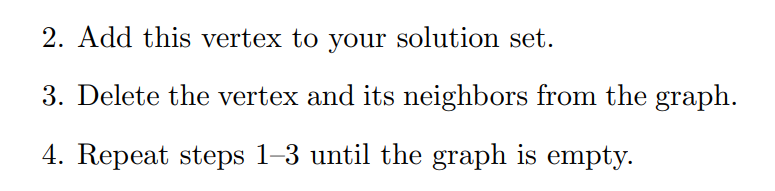 2. Add this vertex to your solution set.
3. Delete the vertex and its neighbors from the graph.
4. Repeat steps 1–3 until the graph is empty.